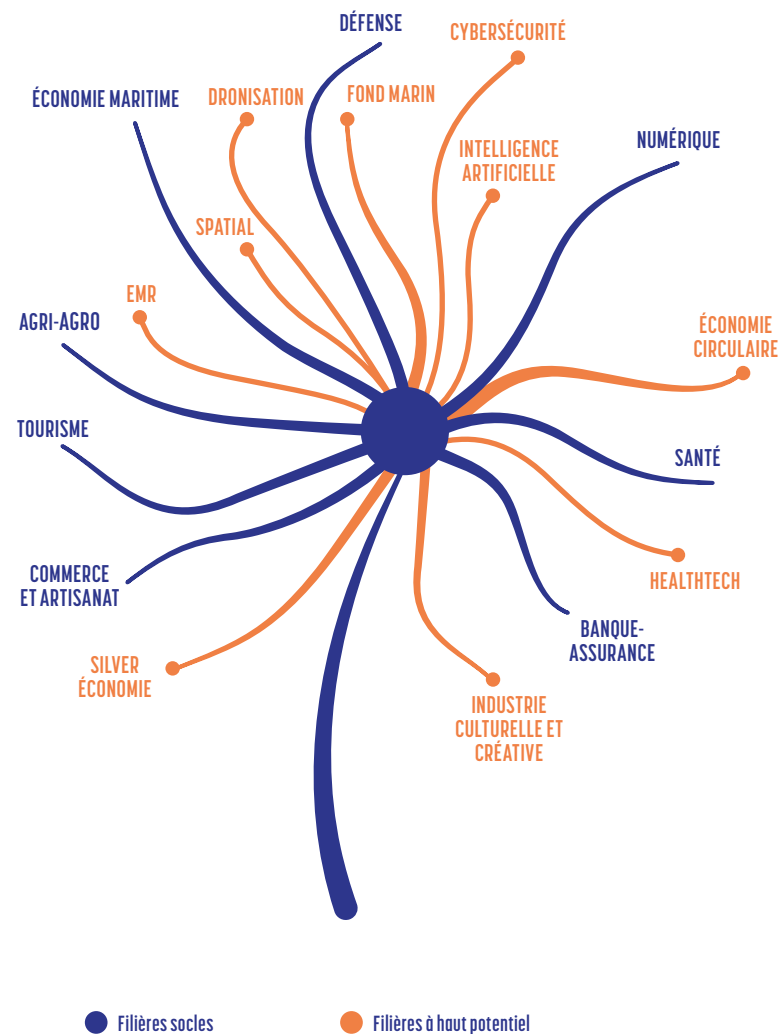 DÉFENSE
CYBERSÉCURITÉ
ÉCONOMIE MARITIME
DRONISATION
FOND MARIN
NUMÉRIQUE
INTELLIGENCE
ARTIFICIELLE
SPATIAL
EMR
AGRI-AGRO
ÉCONOMIE
CIRCULAIRE
TOURISME
SANTÉ
COMMERCE
ET ARTISANAT
HEALTHTECH
BANQUE-
ASSURANCE
SILVER
ÉCONOMIE
INDUSTRIE
CULTURELLE ET
CRÉATIVE
Filières socles
Filières à haut potentiel